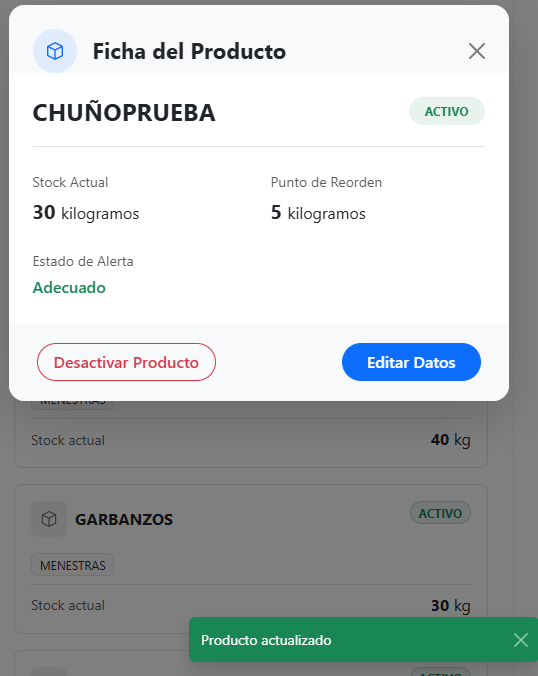 Ficha del Producto
CHUÑOPRUEBA
ACTIVO
Stock Actual
Punto de Reorden
30 kilogramos
5 kilogramos
Estado de Alerta
Adecuado
Desactivar Producto
Editar Datos
MENESTRAS
Stock actual
40 kg
GARBANZOS
ACTIVO
MENESTRAS
Stock actual
30 kg
Producto actualizado
ACTIVO